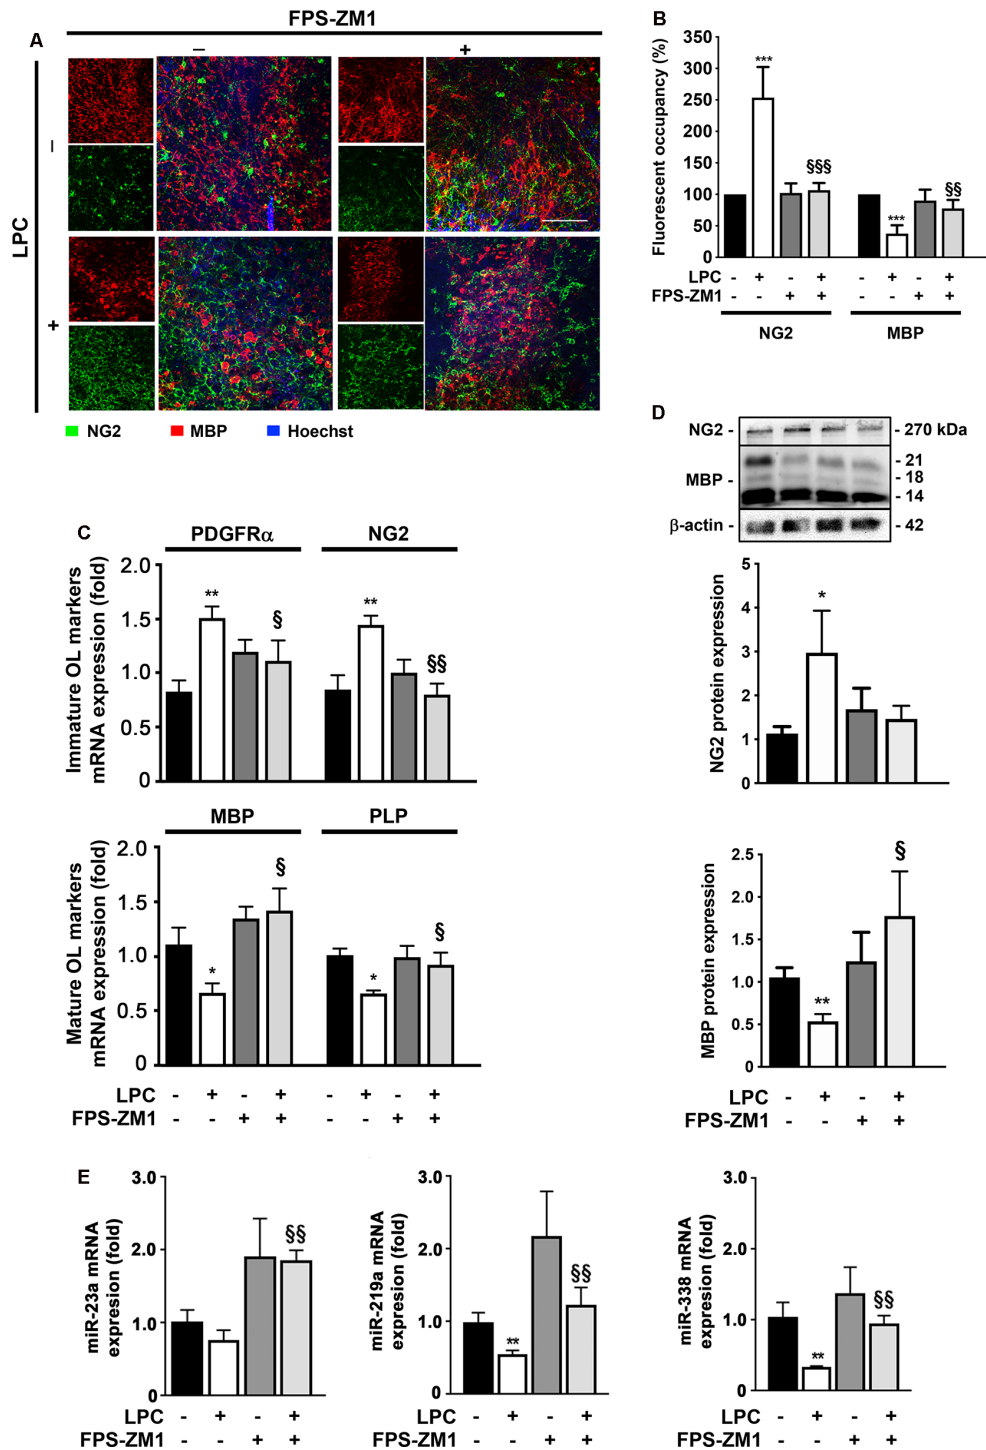 FPS-ZM1
A
– +
LPC
–
+
NG2 MBP Hoechst
B
Fluorescent occupancy (%)
350
300
250
200
150
100
50
0
*** §§§ *** §§
LPC - + - + - + - +
FPS-ZM1 - - + + - - + +
NG2 MBP
C
PDGFRα NG2
Immature OL markers
mRNA expression (fold)
2.0
1.5
1.0
0.5
0
** § ** §§
MBP PLP
Mature OL markers
mRNA expression (fold)
2.0
1.5
1.0
0.5
0
* § * §
LPC - + - + - + - +
FPS-ZM1 - - + + - - + +
D
NG2 - - 270 kDa
MBP - - 21
- 18
- 14
β-actin - - 42
NG2 protein expression
5
4
3
2
1
0
*
MBP protein expression
2.5
2.0
1.5
1.0
0.5
0
** §
LPC - + - +
FPS-ZM1 - - + +
E
miR-23a mRNA
expresion (fold)
3.0
2.0
1.0
0
§§
LPC - + - +
FPS-ZM1 - - + +
miR-219a mRNA
expresion (fold)
3.0
2.0
1.0
0
** §§
LPC - + - +
FPS-ZM1 - - + +
miR-338 mRNA
expresion (fold)
3.0
2.0
1.0
0
** §§
LPC - + - +
FPS-ZM1 - - + +